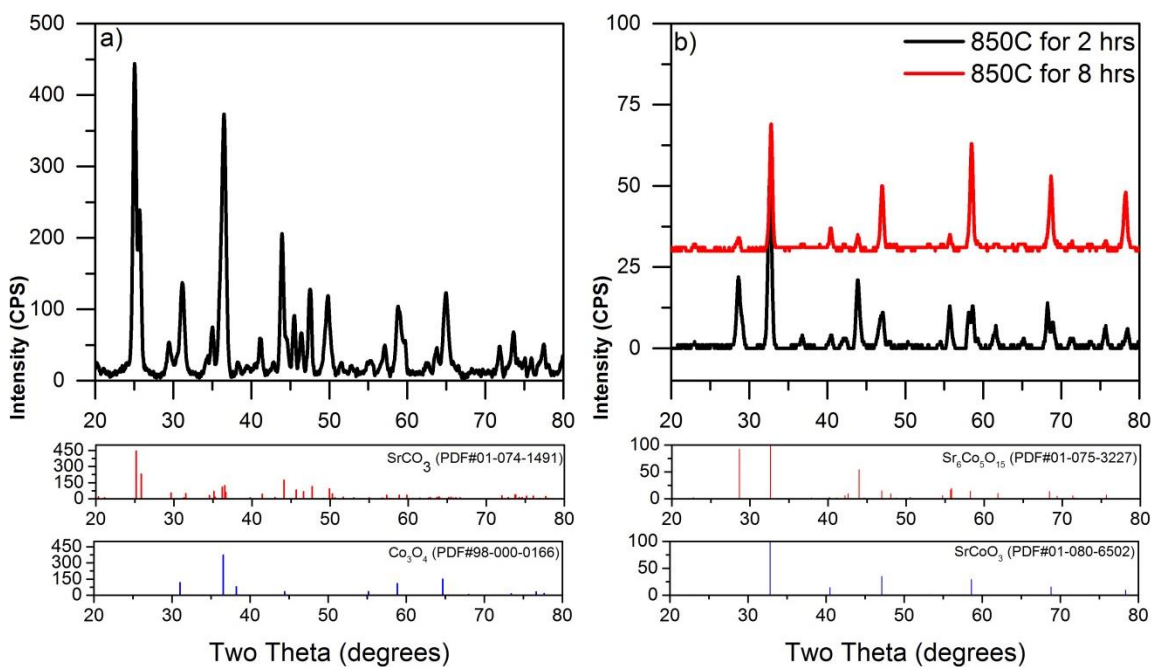 a)
Intensity (CPS)
500
400
300
200
100
0
20 30 40 50 60 70 80
b)
850C for 2 hrs
850C for 8 hrs
Intensity (CPS)
100
75
50
25
0
20 30 40 50 60 70 80
SrCO3 (PDF#01-074-1491)
450
300
150
0
20 30 40 50 60 70 80
Co3O4 (PDF#98-000-0166)
450
300
150
0
20 30 40 50 60 70 80
Two Theta (degrees)
Sr6Co5O15 (PDF#01-075-3227)
100
50
0
20 30 40 50 60 70 80
SrCoO3 (PDF#01-080-6502)
100
50
0
20 30 40 50 60 70 80
Two Theta (degrees)